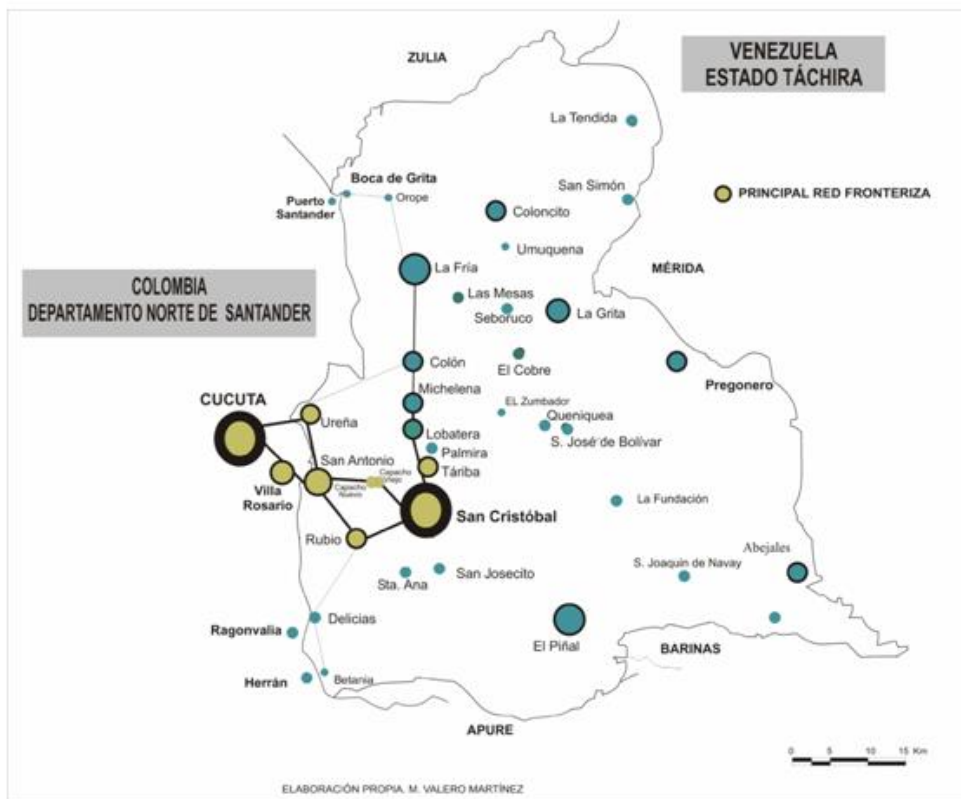 ZULIA
VENEZUELA
ESTADO TÁCHIRA
La Tendida
Boca de Grita
San Simón
PRINCIPAL RED FRONTERIZA
Puerto
Santander
Orope
Coloncito
Umuquena
La Fría
MÉRIDA
COLOMBIA
DEPARTAMENTO NORTE DE SANTANDER
Las Mesas
Seboruco
La Grita
Colón
El Cobre
Pregonero
Michelena
CUCUTA
EL Zumbador
Ureña
Queniquea
Lobatera
S. José de Bolívar
Palmira
San Antonio
Capacho
Viejo
Táriba
Capacho
Nuevo
Villa
Rosario
La Fundación
San Cristóbal
Rubio
Abejales
S. Joaquín de Navay
Sta. Ana
San Josecito
Delicias
Ragonvalia
El Piñal
BARINAS
Herrán
Betania
APURE
0 5 10 15 Km
ELABORACIÓN PROPIA. M. VALERO MARTÍNEZ